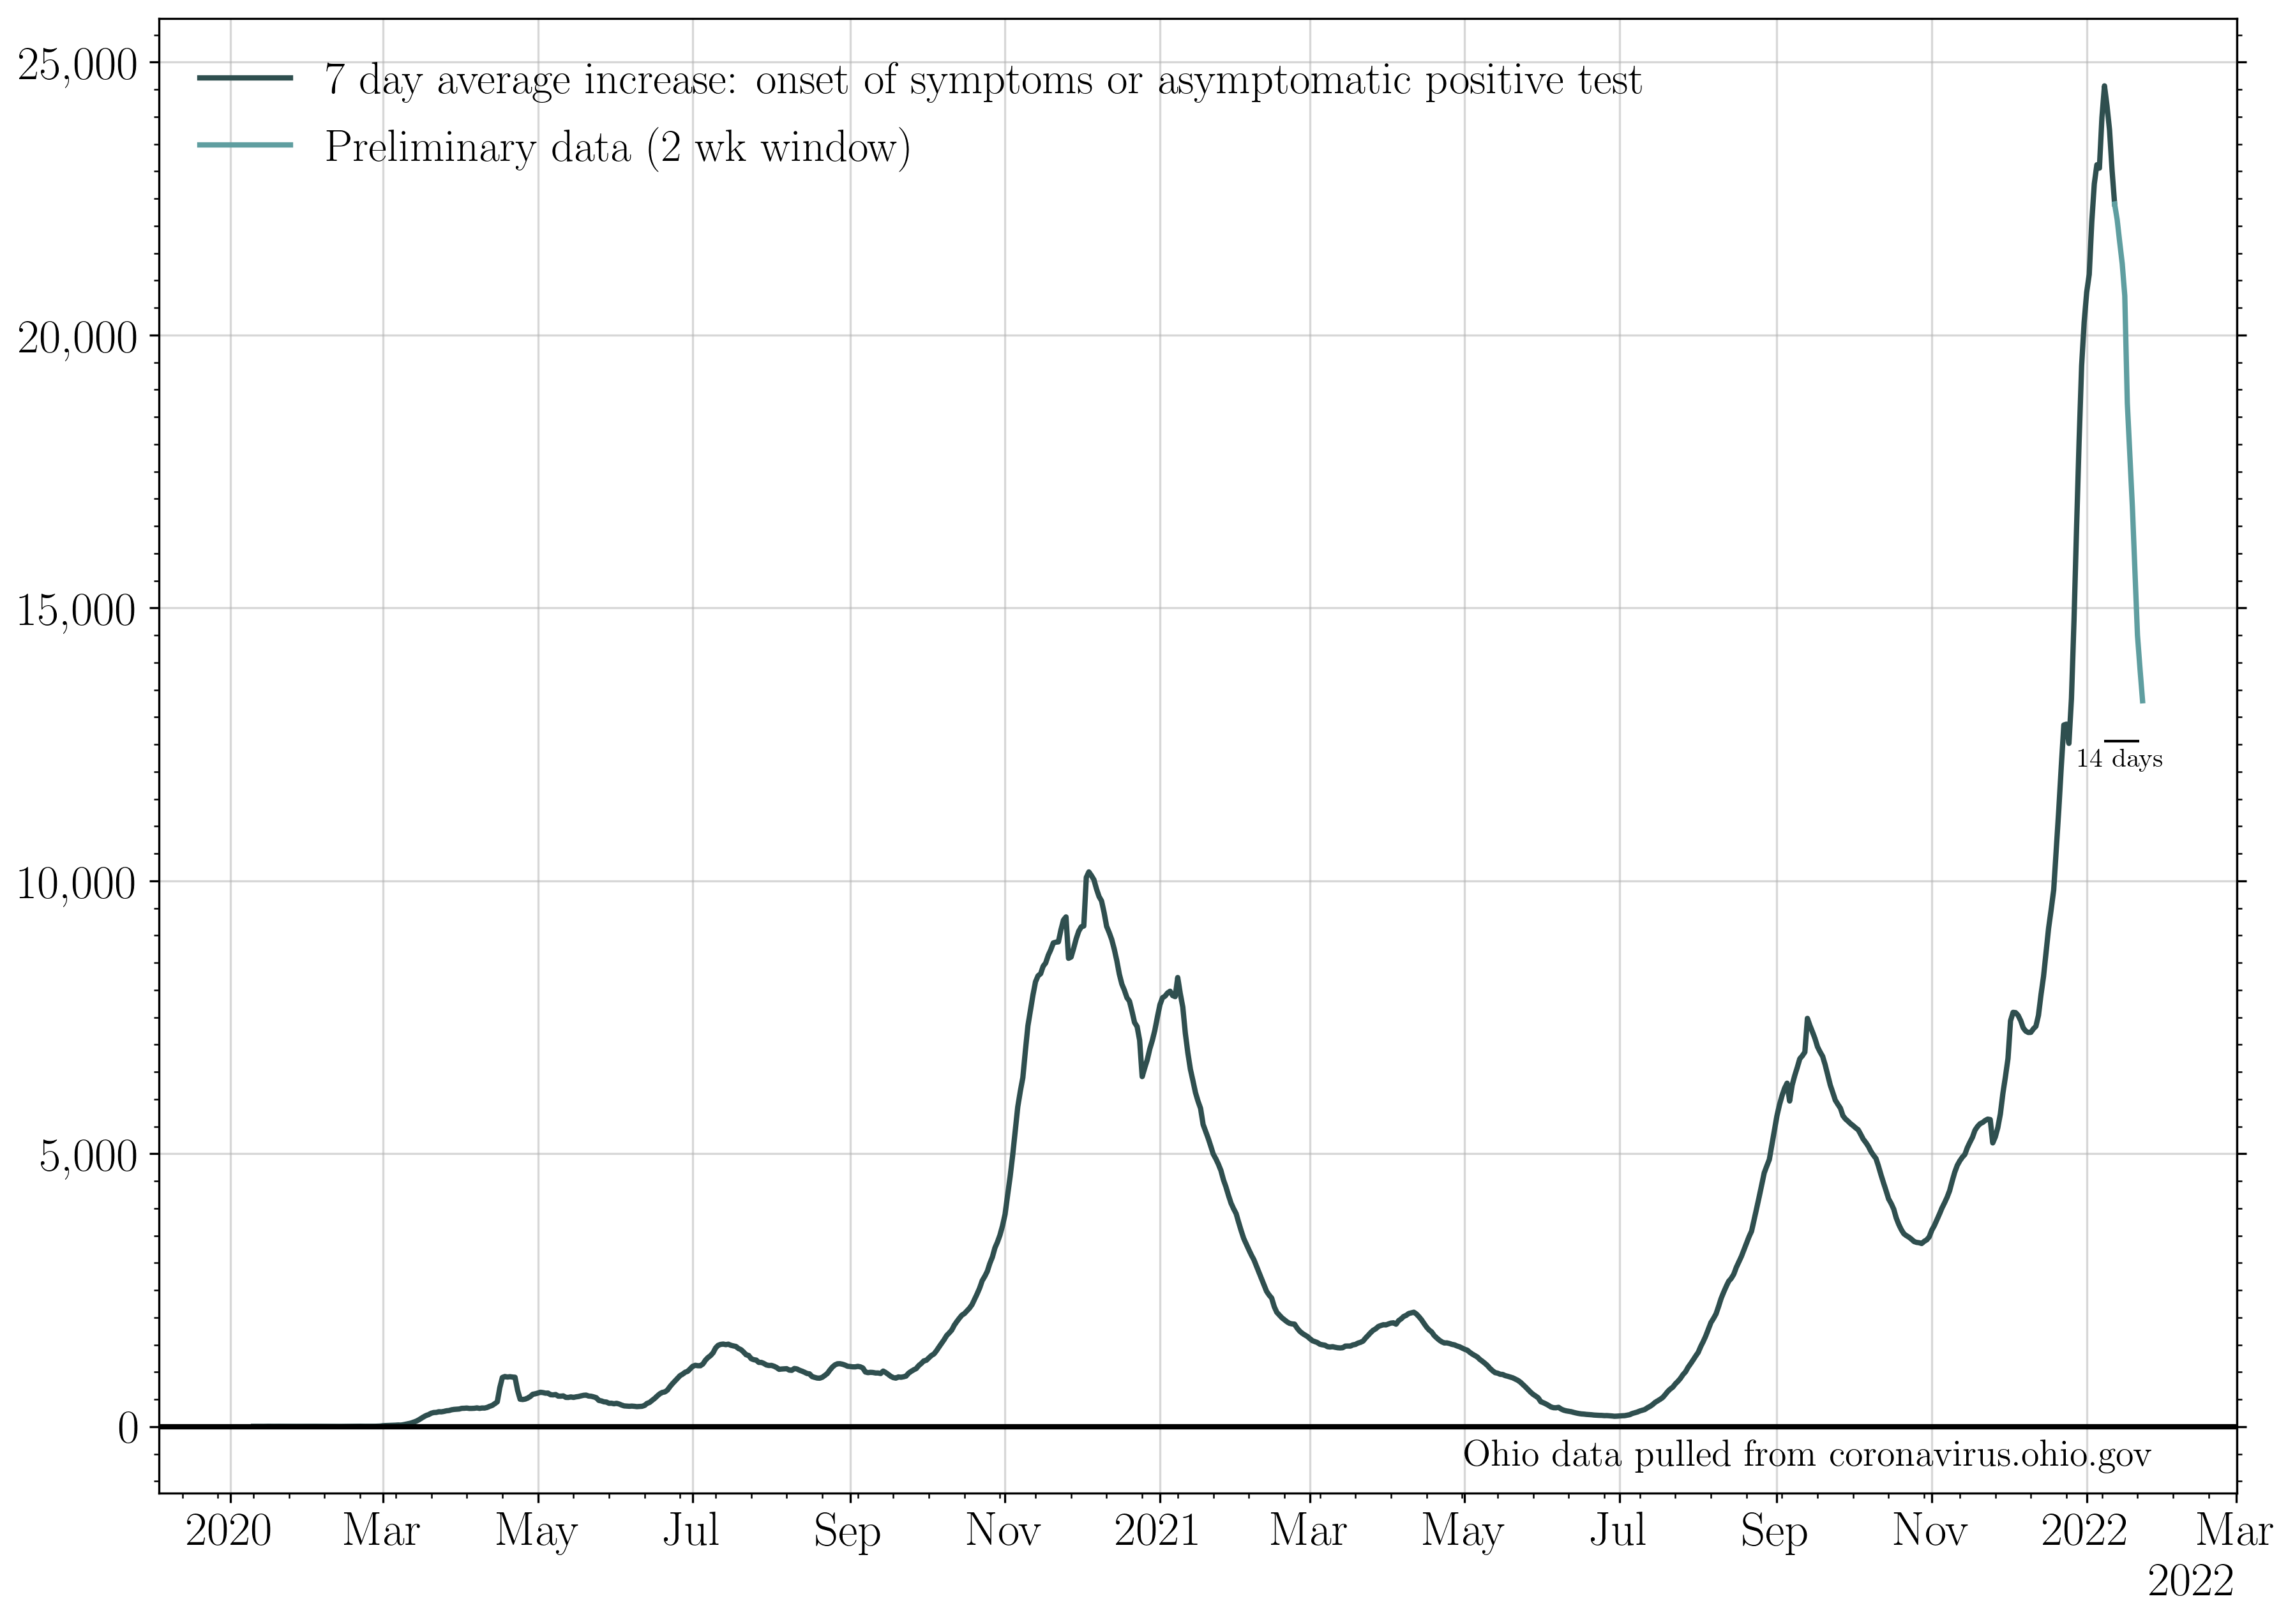 25,000
7 day average increase: onset of symptoms or asymptomatic positive test
Preliminary data (2 wk window)
20,000
15,000
14 days
10,000
5,000
0
Ohio data pulled from coronavirus.ohio.gov
2020 Mar May Jul Sep Nov 2021 Mar May Jul Sep Nov 2022 Mar
2022